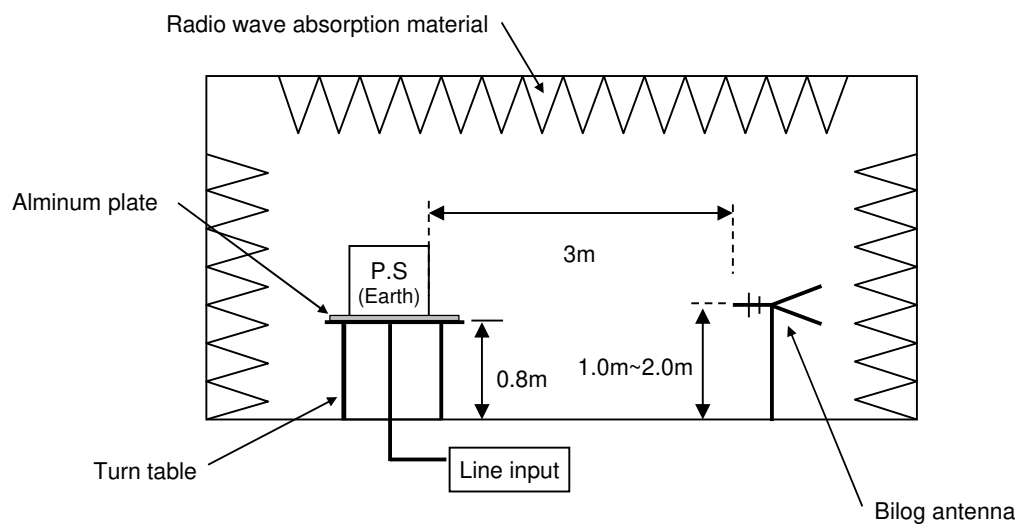 Radio wave absorption material
Alminum plate
3m
P.S
(Earth)
0.8m
1.0m~2.0m
Turn table
Line input
Bilog antenna